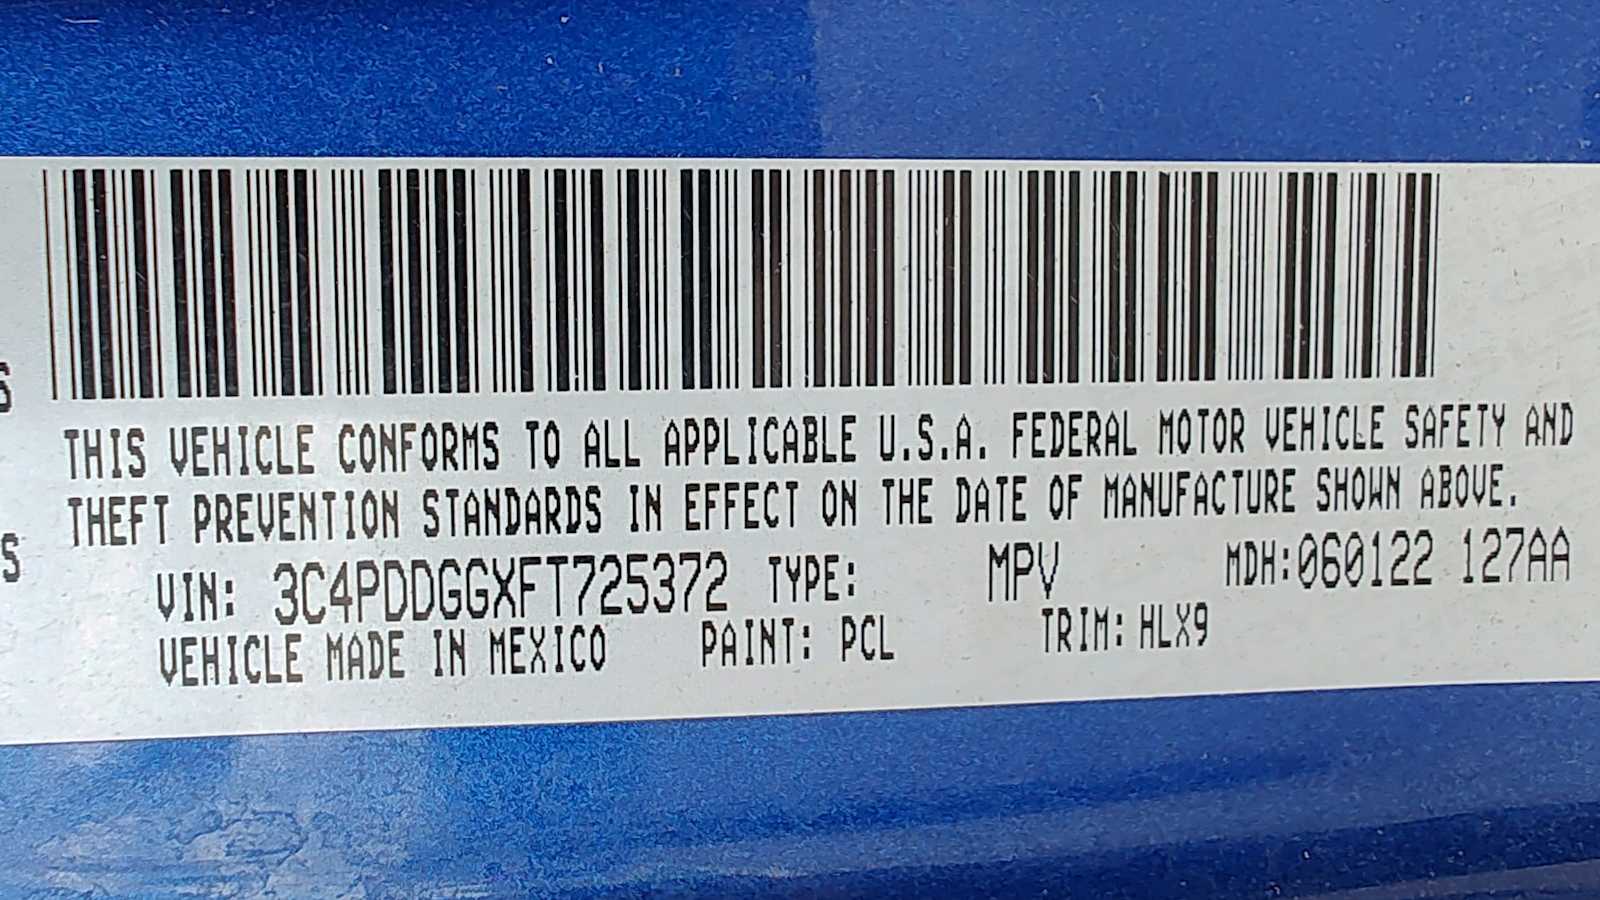 S
THIS VEHICLE CONFORMS TO ALL APPLICABLE U.S.A. FEDERAL MOTOR VEHICLE SAFETY AND
THEFT PREVENTION STANDARDS IN EFFECT ON THE DATE OF MANUFACTURE SHOWN ABOVE.
S
VIN: 3C4PDDGGXFT725372 TYPE: MPV MDH:060122 127AA
VEHICLE MADE IN MEXICO PAINT: PCL TRIM: HLX9